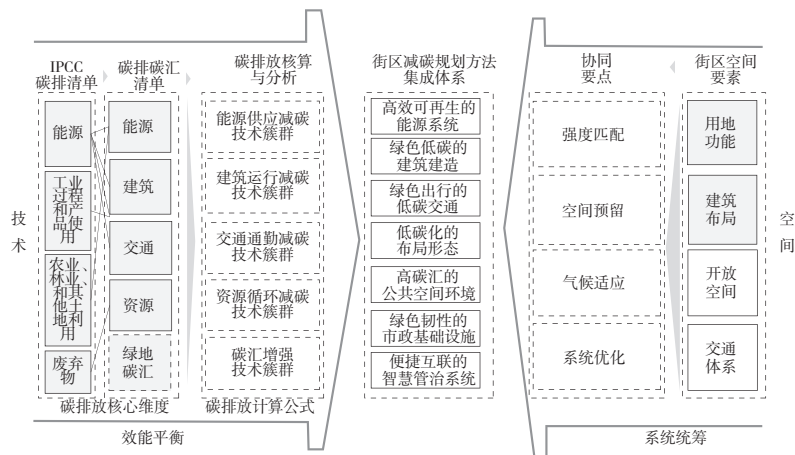 IPCC
碳排清单
碳排碳汇
清单
碳排放核算
与分析
街区减碳规划方法
集成体系
协同
要点
街区空间
要素
技
术
能源
工业
过程
和产
品使
用
农业、
林业、
和其
他土
地利
用
废弃
物
能源
建筑
交通
资源
绿地
碳汇
碳排放核心维度
能源供应减碳
技术簇群
建筑运行减碳
技术簇群
交通通勤减碳
技术簇群
资源循环减碳
技术簇群
碳汇增强
技术簇群
碳排放计算公式
效能平衡
高效可再生的
能源系统
绿色低碳的
建筑建造
绿色出行的
低碳交通
低碳化的
布局形态
高碳汇的
公共空间环境
绿色韧性的
市政基础设施
便捷互联的
智慧管治系统
强度匹配
空间预留
气候适应
系统优化
用地
功能
建筑
布局
开放
空间
交通
体系
空
间
系统统筹